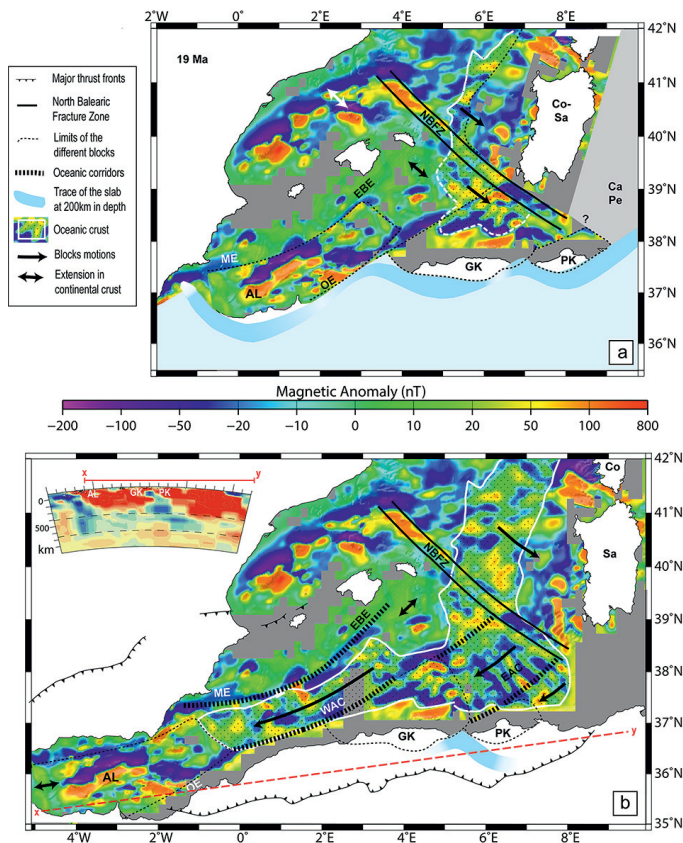 2°W 0° 2°E 4°E 6°E 8°E
42°N
41°N
40°N
39°N
38°N
37°N
36°N
35°N
19 Ma
Co-
Sa
Ca
Pe
NBFZ
EBE
ME
AL
OE
GK
PK
?
a
Major thrust fronts
North Balearic
Fracture Zone
Limits of the
different blocks
Oceanic corridors
Trace of the slab
at 200km in depth
Oceanic crust
Blocks motions
Extension in
continental crust
Magnetic Anomaly (nT)
−200 −100 −50 −20 −10 0 10 20 50 100 800
x y
AL GK PK
0
500
km
42°N
41°N
40°N
39°N
38°N
37°N
36°N
35°N
Co
Sa
NBFZ
EBE
ME
WAC
EAC
AL
OE
GK
PK
x
y
b
4°W 2°W 0° 2°E 4°E 6°E 8°E